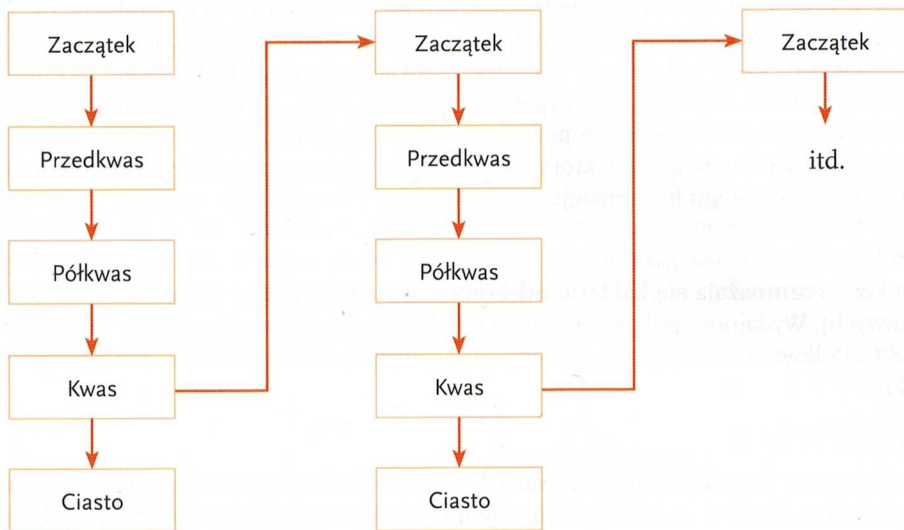 Zaczątek
Przedkwas
Półkwas
Kwas
Ciasto
Zaczątek
Przedkwas
Półkwas
Kwas
Ciasto
Zaczątek
itd.